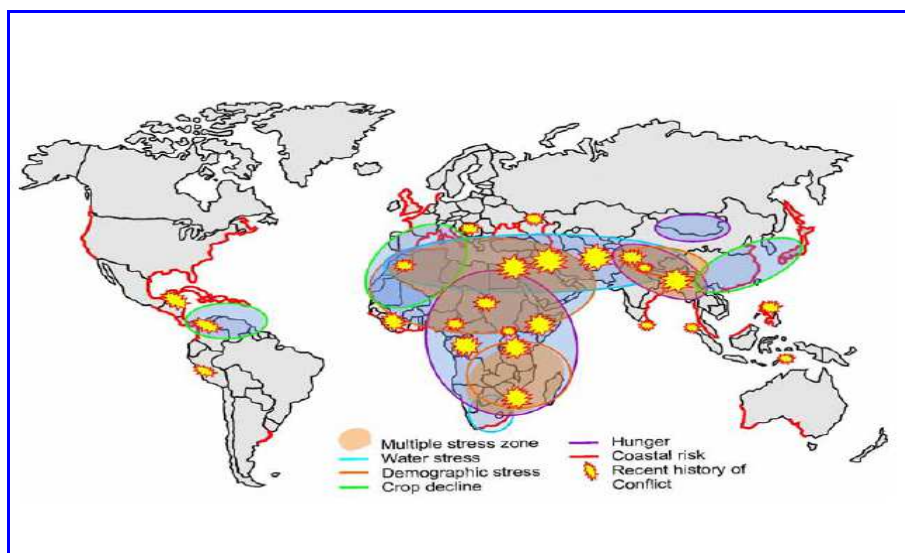 Multiple stress zone
Water stress
Demographic stress
Crop decline
Hunger
Coastal risk
Recent history of
Conflict